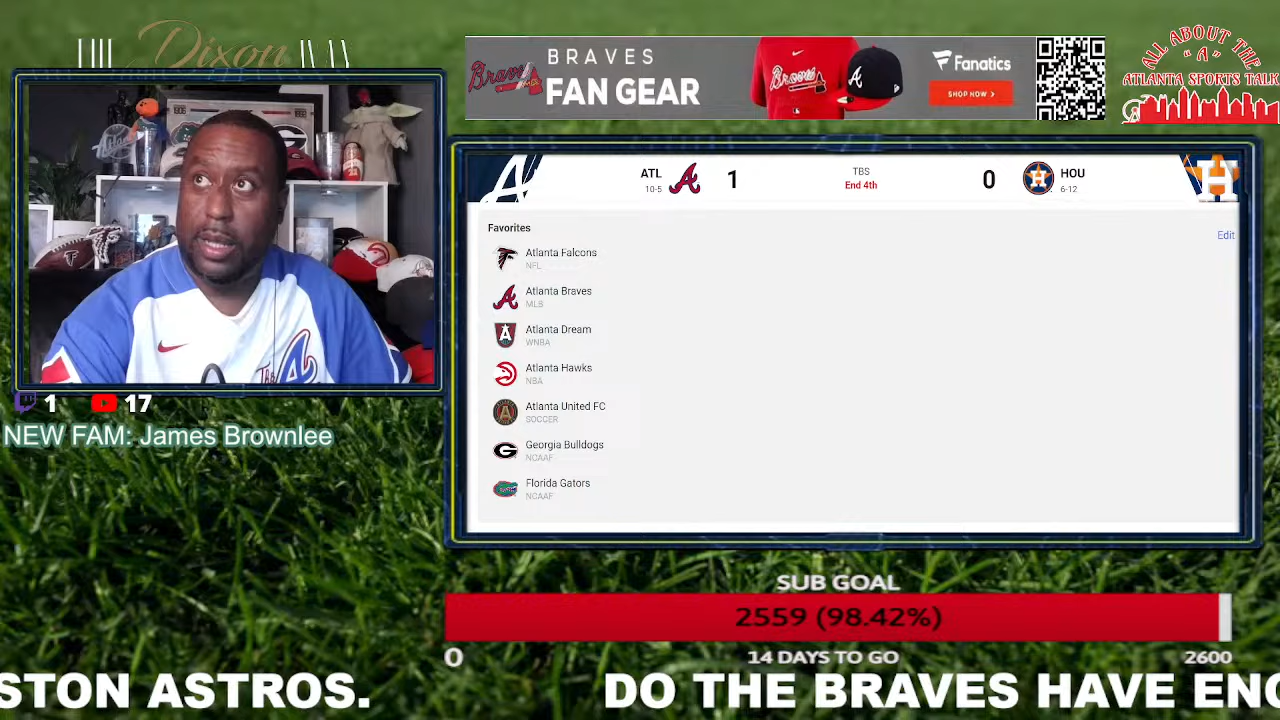 Dixon
BRAVES
Braves
FAN GEAR
Braves
Fanatics
SHOP NOW >
ALL ABOUT THE
"A"
ATLANTA SPORTS TALK
ATL
10-5
1
TBS
End 4th
0
HOU
6-12
Favorites
Edit
Atlanta Falcons
NFL
Atlanta Braves
MLB
Atlanta Dream
WNBA
Atlanta Hawks
NBA
Atlanta United FC
SOCCER
Georgia Bulldogs
NCAAF
Florida Gators
NCAAF
1 17
NEW FAM: James Brownlee
SUB GOAL
2559 (98.42%)
0 14 DAYS TO GO 2600
STON ASTROS. DO THE BRAVES HAVE ENO